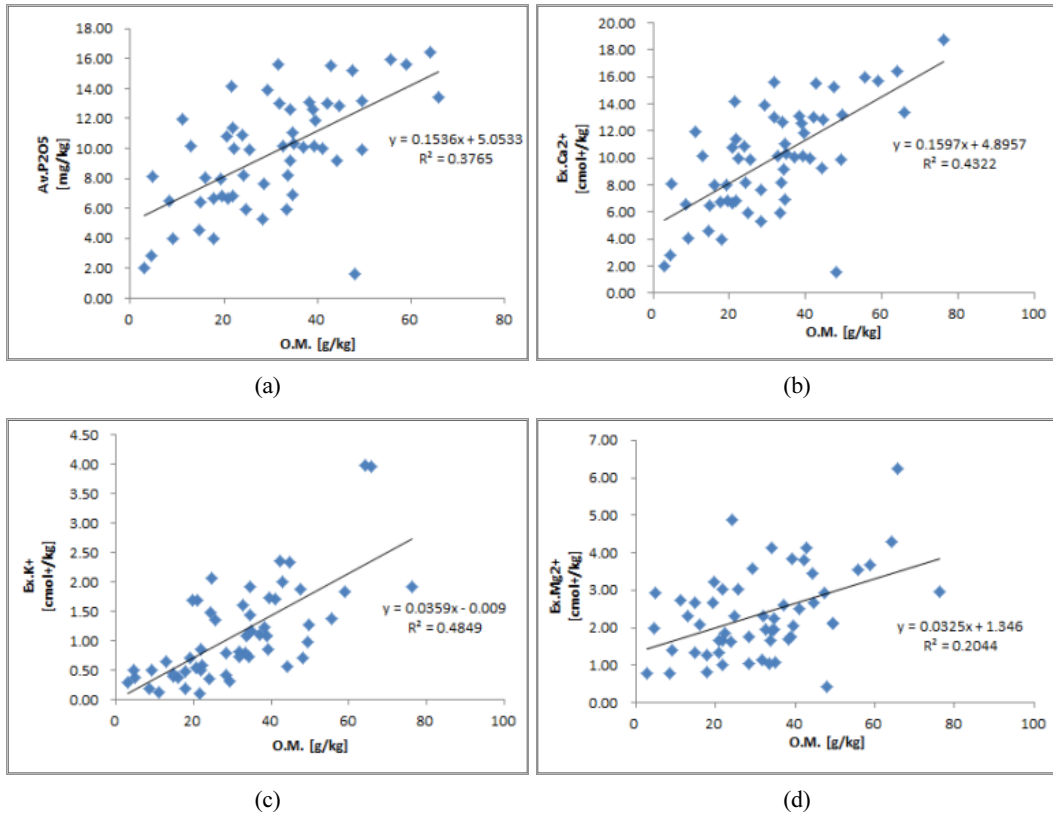 18.00
16.00
14.00
12.00
10.00
8.00
6.00
4.00
2.00
0.00
Av.P2O5
[mg/kg]
y = 0.1536x + 5.0533
R² = 0.3765
0 20 40 60 80
O.M. [g/kg]
(a)
20.00
18.00
16.00
14.00
12.00
10.00
8.00
6.00
4.00
2.00
0.00
Ex.Ca2+
[cmol+/kg]
y = 0.1597x + 4.8957
R² = 0.4322
0 20 40 60 80 100
O.M. [g/kg]
(b)
4.50
4.00
3.50
3.00
2.50
2.00
1.50
1.00
0.50
0.00
Ex.K+
[cmol+/kg]
y = 0.0359x - 0.009
R² = 0.4849
0 20 40 60 80 100
O.M. [g/kg]
(c)
7.00
6.00
5.00
4.00
3.00
2.00
1.00
0.00
Ex.Mg2+
[cmol+/kg]
y = 0.0325x + 1.346
R² = 0.2044
0 20 40 60 80 100
O.M. [g/kg]
(d)